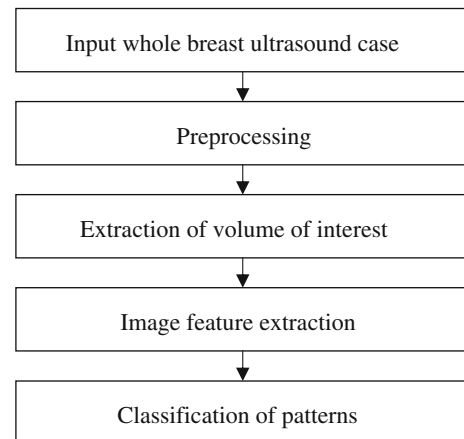 Input whole breast ultrasound case
Preprocessing
Extraction of volume of interest
Image feature extraction
Classification of patterns